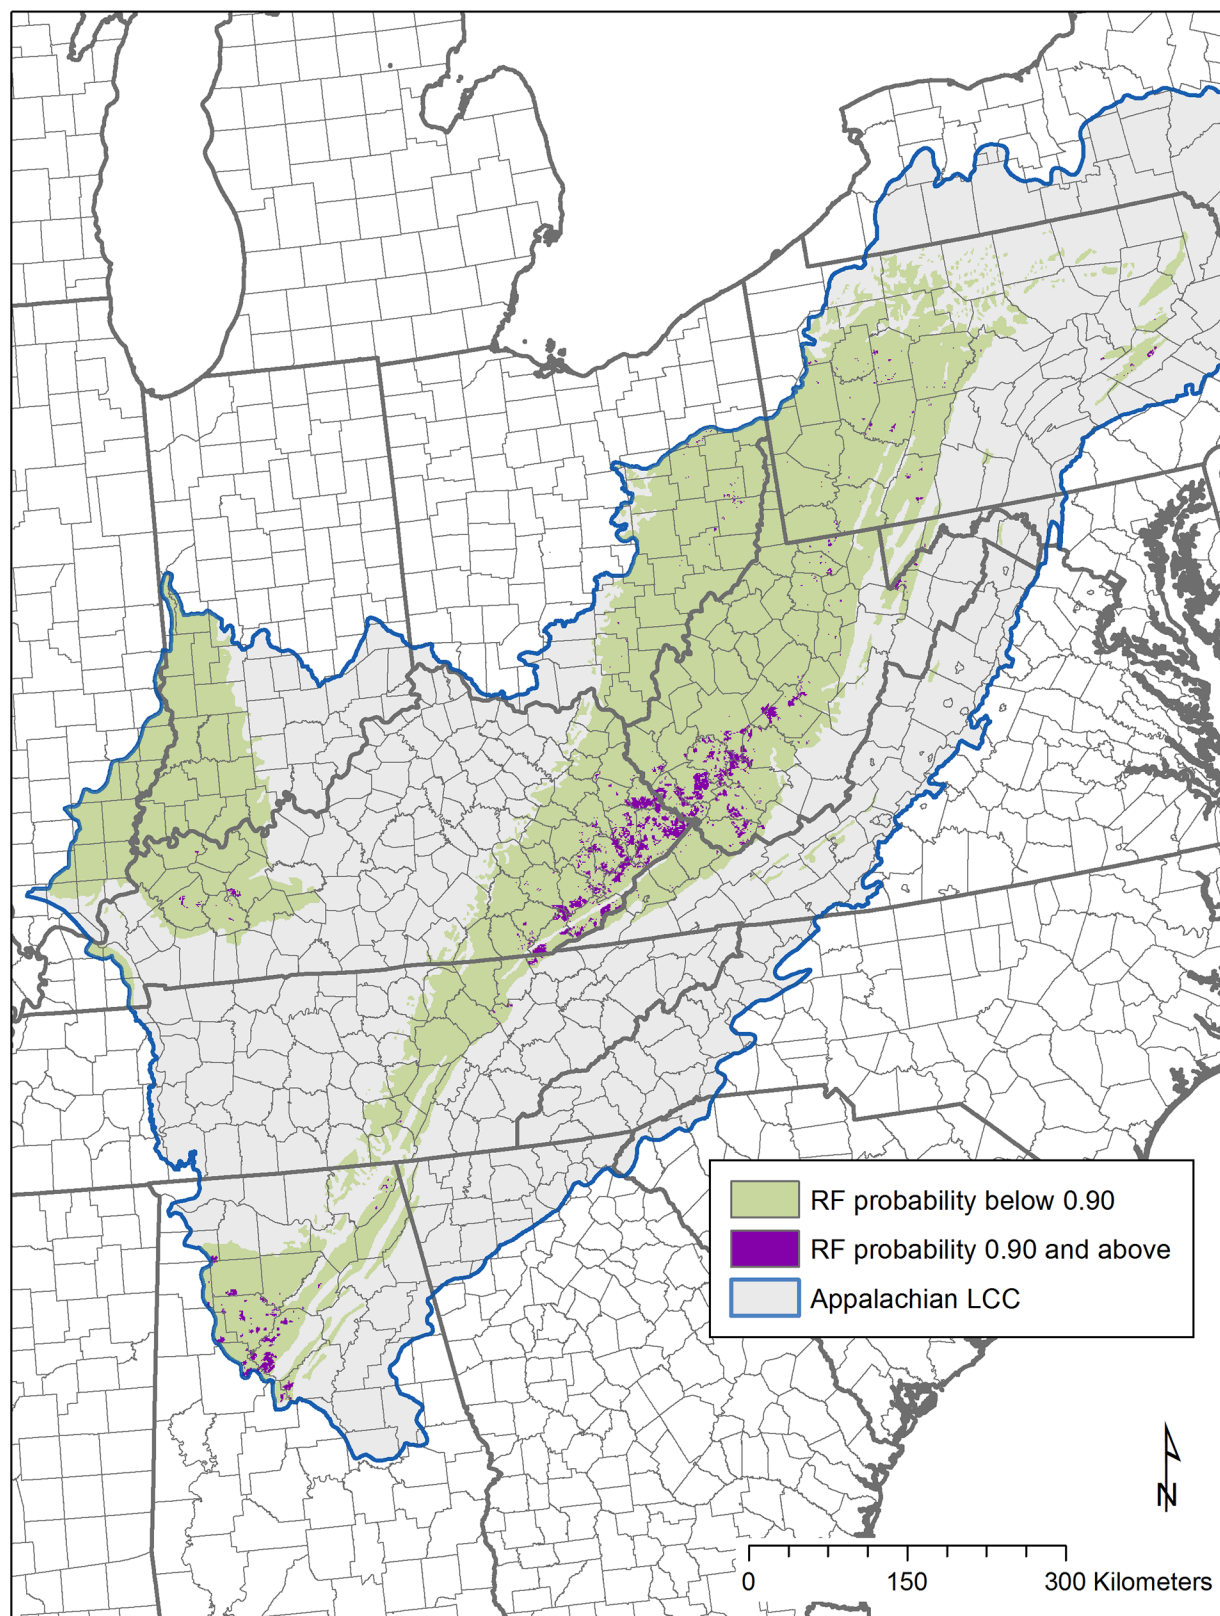 RF probability below 0.90
RF probability 0.90 and above
Appalachian LCC
N
0 150 300 Kilometers